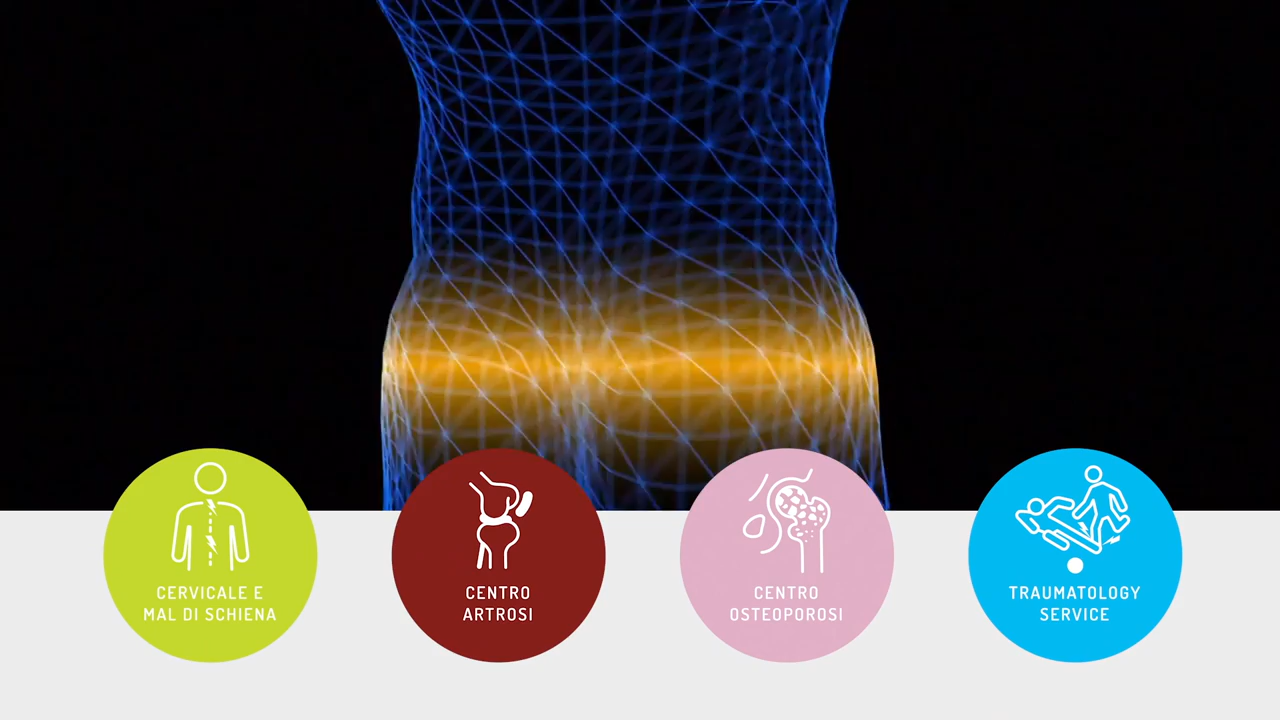 CERVICALE E
MAL DI SCHIENA
CENTRO
ARTROSI
CENTRO
OSTEOPOROSI
TRAUMATOLOGY
SERVICE